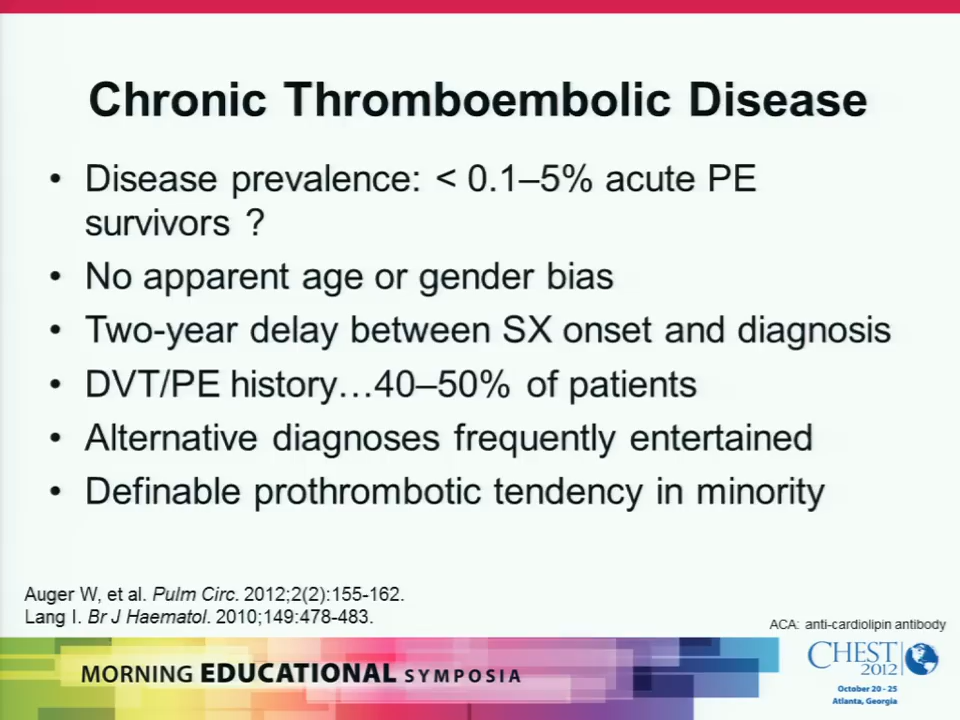 Chronic Thromboembolic Disease
• Disease prevalence: < 0.1–5% acute PE
survivors ?
• No apparent age or gender bias
• Two-year delay between SX onset and diagnosis
• DVT/PE history…40–50% of patients
• Alternative diagnoses frequently entertained
• Definable prothrombotic tendency in minority
Auger W, et al. Pulm Circ. 2012;2(2):155-162.
Lang I. Br J Haematol. 2010;149:478-483.
ACA: anti-cardiolipin antibody
MORNING EDUCATIONAL SYMPOSIA
CHEST
2012
October 20 - 25
Atlanta, Georgia